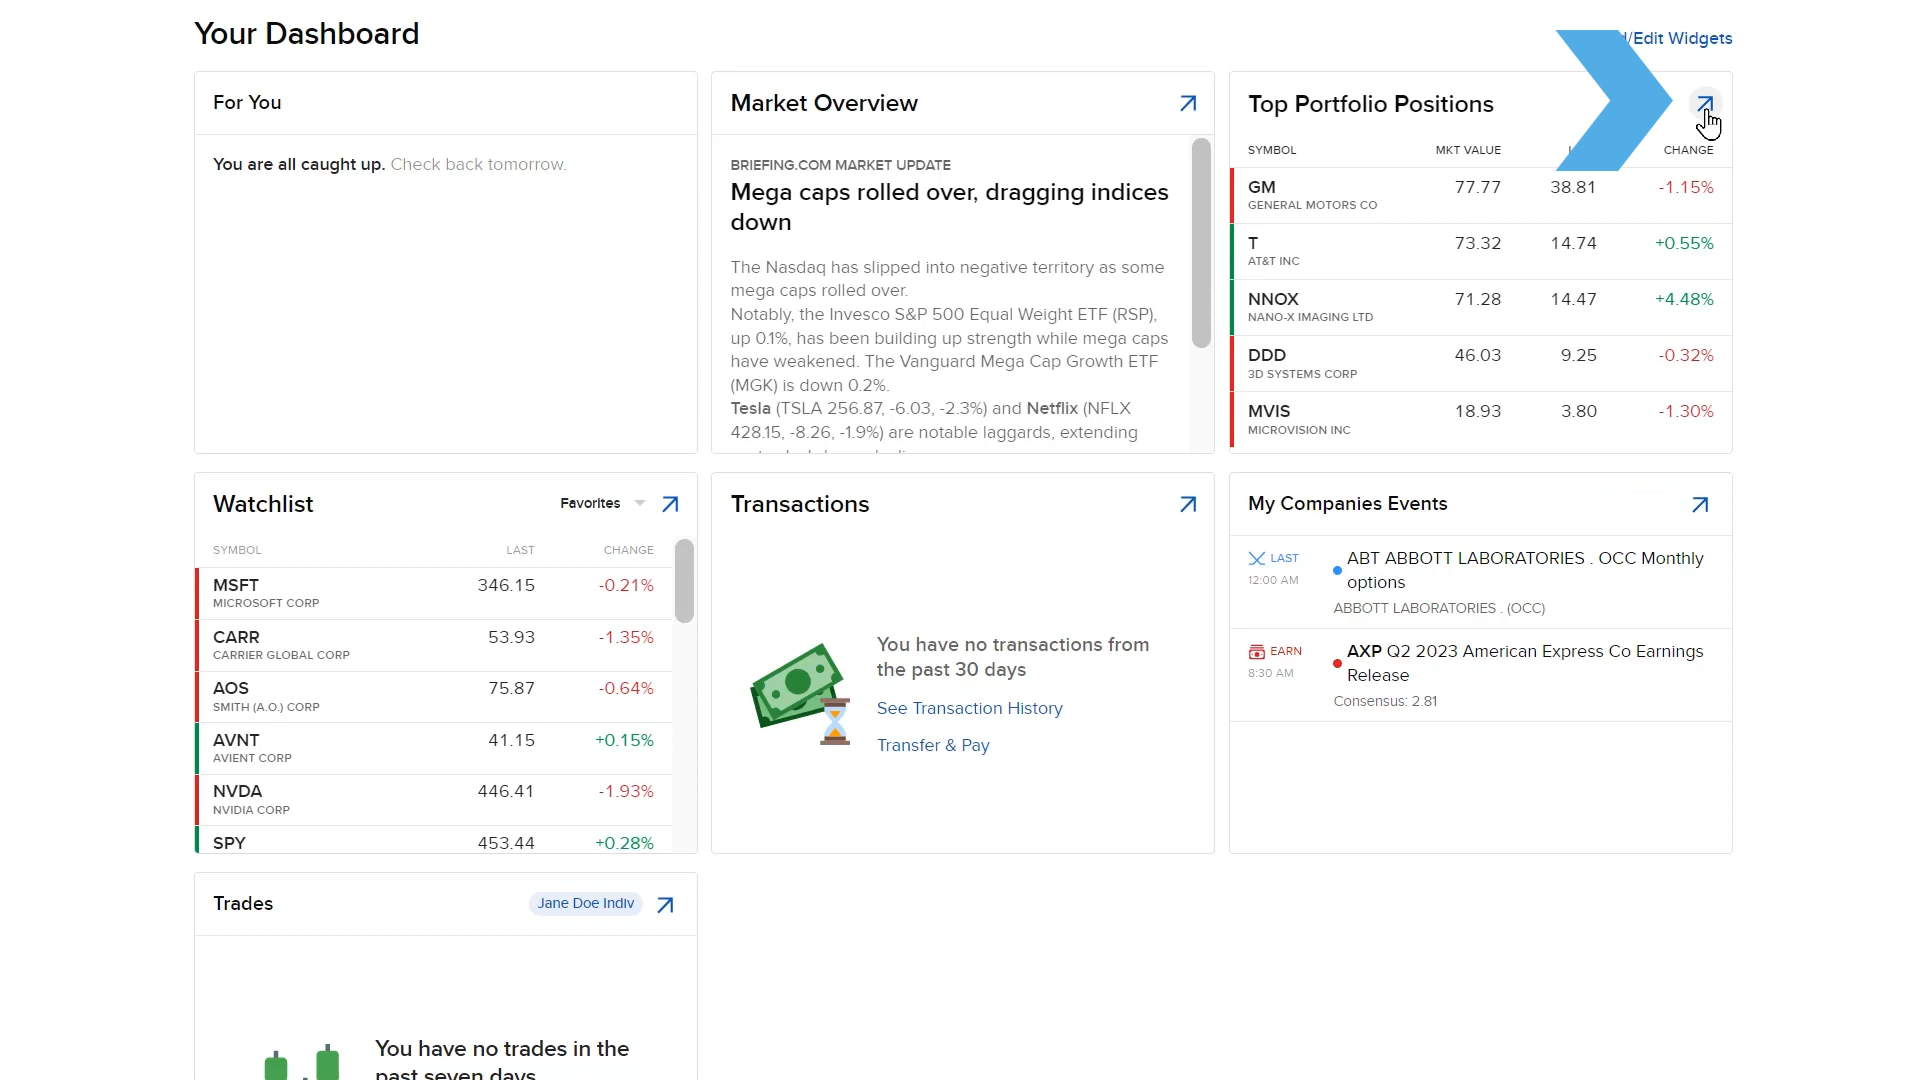 Your Dashboard
/Edit Widgets
For You
You are all caught up. Check back tomorrow.
Market Overview
BRIEFING.COM MARKET UPDATE
Mega caps rolled over, dragging indices
down
The Nasdaq has slipped into negative territory as some
mega caps rolled over.
Notably, the Invesco S&P 500 Equal Weight ETF (RSP),
up 0.1%, has been building up strength while mega caps
have weakened. The Vanguard Mega Cap Growth ETF
(MGK) is down 0.2%.
Tesla (TSLA 256.87, -6.03, -2.3%) and Netflix (NFLX
428.15, -8.26, -1.9%) are notable laggards, extending
Top Portfolio Positions
SYMBOL MKT VALUE CHANGE
GM 77.77 38.81 -1.15%
GENERAL MOTORS CO
T 73.32 14.74 +0.55%
AT&T INC
NNOX 71.28 14.47 +4.48%
NANO-X IMAGING LTD
DDD 46.03 9.25 -0.32%
3D SYSTEMS CORP
MVIS 18.93 3.80 -1.30%
MICROVISION INC
Watchlist Favorites
SYMBOL LAST CHANGE
MSFT 346.15 -0.21%
MICROSOFT CORP
CARR 53.93 -1.35%
CARRIER GLOBAL CORP
AOS 75.87 -0.64%
SMITH (A.O.) CORP
AVNT 41.15 +0.15%
AVIENT CORP
NVDA 446.41 -1.93%
NVIDIA CORP
SPY 453.44 +0.28%
Transactions
You have no transactions from
the past 30 days
See Transaction History
Transfer & Pay
My Companies Events
LAST
12:00 AM
ABT ABBOTT LABORATORIES . OCC Monthly
options
ABBOTT LABORATORIES . (OCC)
EARN
8:30 AM
AXP Q2 2023 American Express Co Earnings
Release
Consensus: 2.81
Trades Jane Doe Indiv
You have no trades in the
past seven days